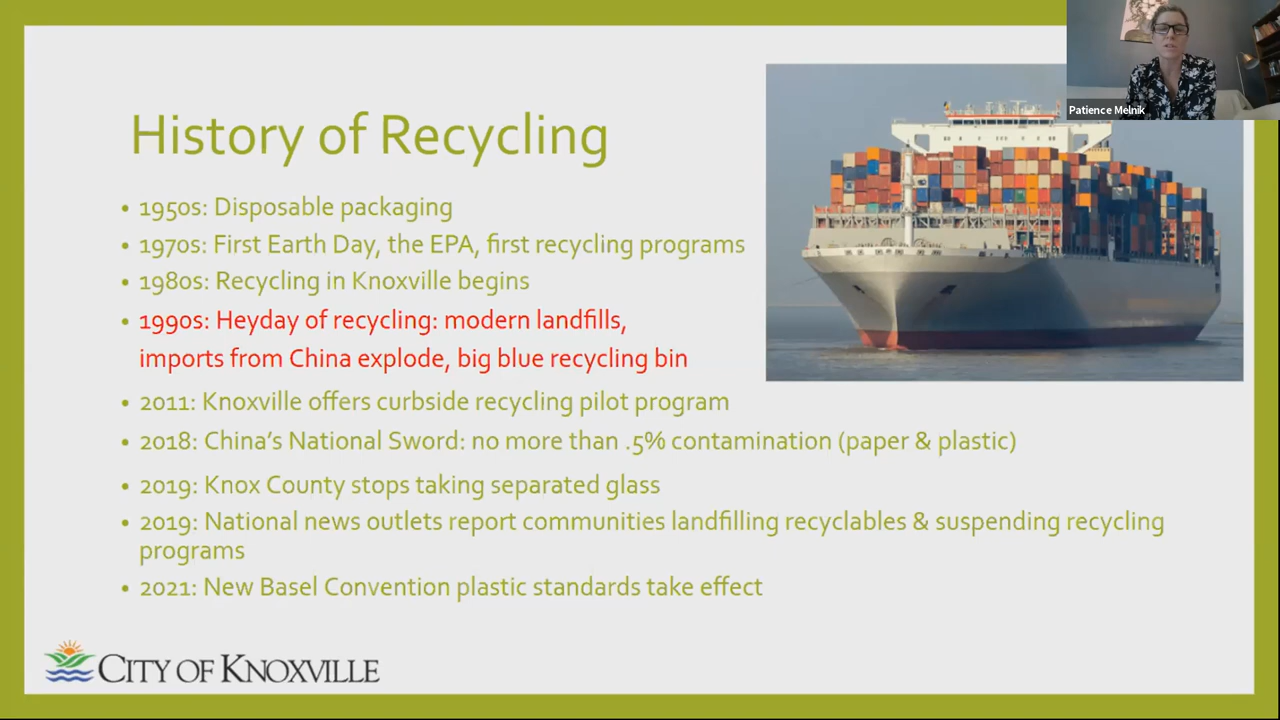 Patience Melnik
History of Recycling
• 1950s: Disposable packaging
• 1970s: First Earth Day, the EPA, first recycling programs
• 1980s: Recycling in Knoxville begins
• 1990s: Heyday of recycling: modern landfills,
imports from China explode, big blue recycling bin
• 2011: Knoxville offers curbside recycling pilot program
• 2018: China’s National Sword: no more than .5% contamination (paper & plastic)
• 2019: Knox County stops taking separated glass
• 2019: National news outlets report communities landfilling recyclables & suspending recycling
programs
• 2021: New Basel Convention plastic standards take effect
CITY OF KNOXVILLE